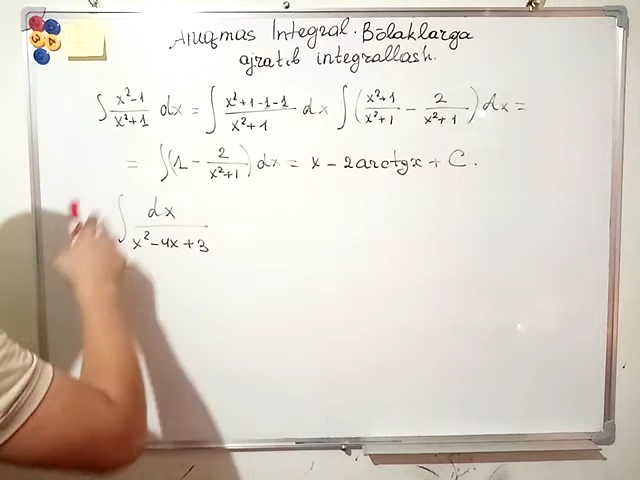 Aniqmas Integral. Bo'laklarga
ajratib integrallash.
∫ x²-1/x²+1 dx = ∫ x²+1-1-1/x²+1 dx ∫ (x²+1/x²+1 - 2/x²+1) dx =
= ∫(1 - 2/x²+1) dx = x - 2arctgx + C.
∫ dx/x²-4x+3